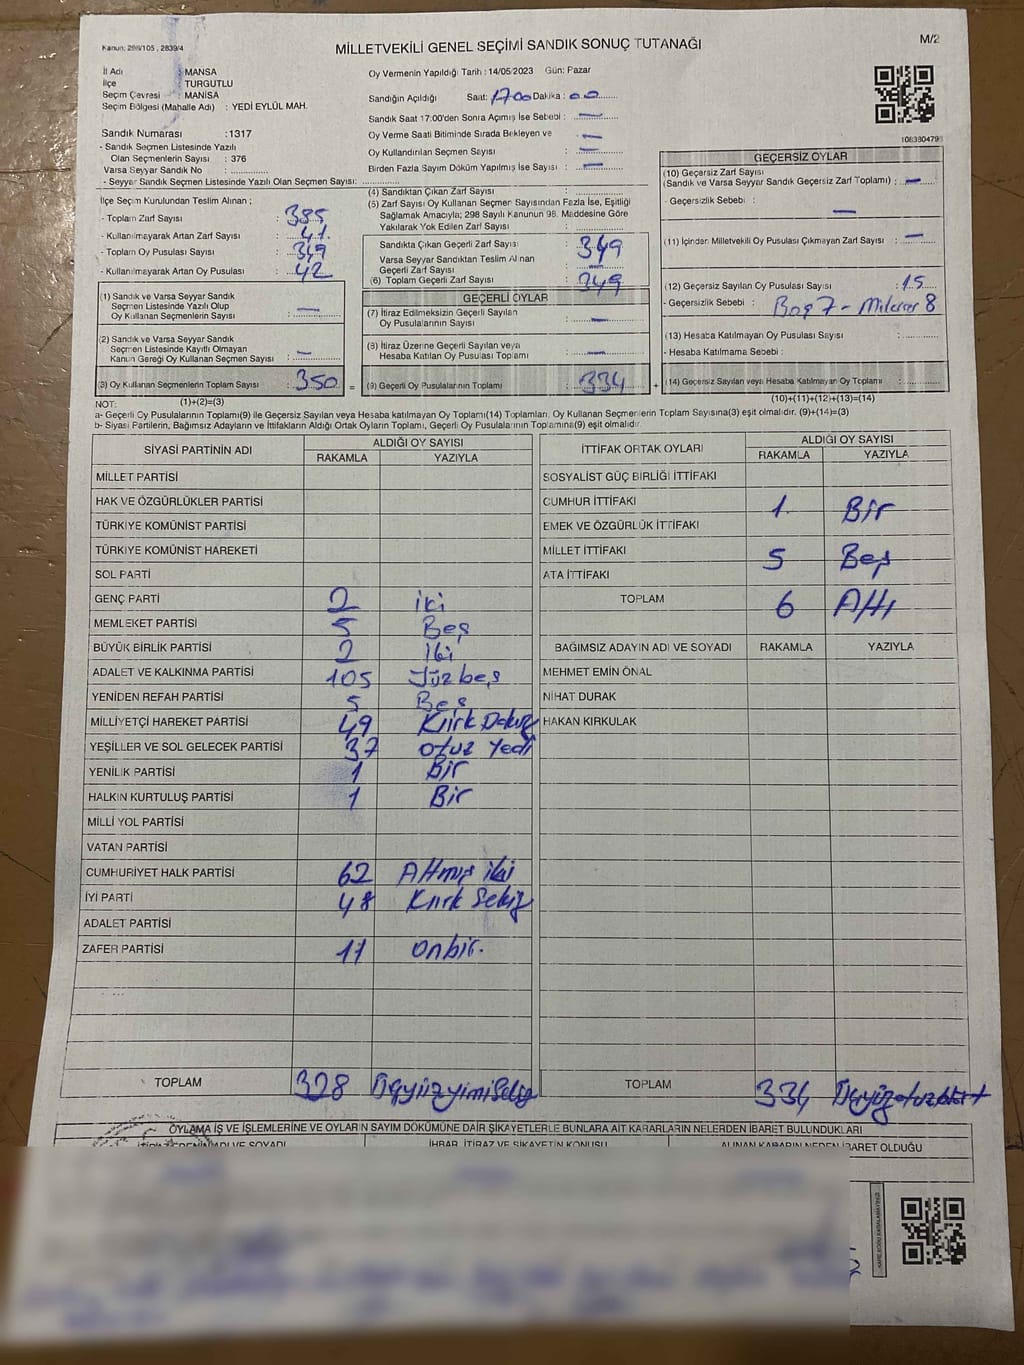 Kanun: 298/105 , 2839/4
MİLLETVEKİLİ GENEL SEÇİMİ SANDIK SONUÇ TUTANAĞI
M/2
İl Adı : MANİSA
İlçe : TURGUTLU
Seçim Çevresi : MANİSA
Seçim Bölgesi (Mahalle Adı) : YEDİ EYLÜL MAH.
Sandık Numarası : 1317
- Sandık Seçmen Listesinde Yazılı
Olan Seçmenlerin Sayısı : 376
Varsa Seyyar Sandık No : ..............
- Seyyar Sandık Seçmen Listesinde Yazılı Olan Seçmen Sayısı: ..............
Oy Vermenin Yapıldığı Tarih : 14/05/2023 Gün: Pazar
Sandığın Açıldığı Saat: 17.00 Dakika : 00
Sandık Saat 17:00'den Sonra Açımış İse Sebebi : —
Oy Verme Saati Bitiminde Sırada Bekleyen ve
Oy Kullandırılan Seçmen Sayısı : —
Birden Fazla Sayım Döküm Yapılmış İse Sayısı : —
108380479
İlçe Seçim Kurulundan Teslim Alınan ;
- Toplam Zarf Sayısı : 385
- Kullanılmayarak Artan Zarf Sayısı : 41
- Toplam Oy Pusulası Sayısı : 349
- Kullanılmayarak Artan Oy Pusulası : 42
(1) Sandık ve Varsa Seyyar Sandık
Seçmen Listesinde Yazılı Olup
Oy Kullanan Seçmenlerin Sayısı : —
(2) Sandık ve Varsa Seyyar Sandık
Seçmen Listesinde Kayıtlı Olmayan
Kanun Gereği Oy Kullanan Seçmen Sayısı : —
(3) Oy Kullanan Seçmenlerin Toplam Sayısı : 350 =
(1)+(2)=(3)
(4) Sandıktan Çıkan Zarf Sayısı : ..............
(5) Zarf Sayısı Oy Kullanan Seçmen Sayısından Fazla İse, Eşitliği
Sağlamak Amacıyla; 298 Sayılı Kanunun 98. Maddesine Göre
Yakılarak Yok Edilen Zarf Sayısı : ..............
Sandıkta Çıkan Geçerli Zarf Sayısı : 349
Varsa Seyyar Sandıktan Teslim Alınan
Geçerli Zarf Sayısı : —
(6) Toplam Geçerli Zarf Sayısı : 349
GEÇERLİ OYLAR
(7) İtiraz Edilmeksizin Geçerli Sayılan
Oy Pusulalarının Sayısı : —
(8) İtiraz Üzerine Geçerli Sayılan veya
Hesaba Katılan Oy Pusulası Toplamı : —
(9) Geçerli Oy Pusulalarının Toplamı : 334 +
GEÇERSİZ OYLAR
(10) Geçersiz Zarf Sayısı
(Sandık ve Varsa Seyyar Sandık Geçersiz Zarf Toplamı) : —
- Geçersizlik Sebebi : —
(11) İçinden Milletvekili Oy Pusulası Çıkmayan Zarf Sayısı : —
(12) Geçersiz Sayılan Oy Pusulası Sayısı : 15
- Geçersizlik Sebebi : Boş 7 -
(13) Hesaba Katılmayan Oy Pusulası Sayısı : ..............
- Hesaba Katılmama Sebebi :
(14) Geçersiz Sayılan veya Hesaba Katılmayan Oy Toplamı : ..............
(10)+(11)+(12)+(13)=(14)
NOT:
a- Geçerli Oy Pusulalarının Toplamı(9) ile Geçersiz Sayılan veya Hesaba katılmayan Oy Toplamı(14) Toplamları, Oy Kullanan Seçmenlerin Toplam Sayısına(3) eşit olmalıdır. (9)+(14)=(3)
b- Siyasi Partilerin, Bağımsız Adayların ve İttifakların Aldığı Ortak Oyların Toplamı, Geçerli Oy Pusulalarının Toplamına(9) eşit olmalıdır.
SİYASİ PARTİNİN ADI ALDIĞI OY SAYISI
RAKAMLA YAZIYLA
MİLLET PARTİSİ
HAK VE ÖZGÜRLÜKLER PARTİSİ
TÜRKİYE KOMÜNİST PARTİSİ
TÜRKİYE KOMÜNİST HAREKETİ
SOL PARTİ
GENÇ PARTİ 2 iki
MEMLEKET PARTİSİ 5 Beş
BÜYÜK BİRLİK PARTİSİ 2 iki
ADALET VE KALKINMA PARTİSİ 105 Yüzbeş
YENİDEN REFAH PARTİSİ 5 Beş
MİLLİYETÇİ HAREKET PARTİSİ 49 Kırk Dokuz
YEŞİLLER VE SOL GELECEK PARTİSİ 37 otuz Yedi
YENİLİK PARTİSİ 1 Bir
HALKIN KURTULUŞ PARTİSİ 1 Bir
MİLLİ YOL PARTİSİ
VATAN PARTİSİ
CUMHURİYET HALK PARTİSİ 62 Altmış iki
İYİ PARTİ 48 Kırk Sekiz
ADALET PARTİSİ
ZAFER PARTİSİ 11 onbir.
TOPLAM 328 Üçyüzyirmi Sekiz
İTTİFAK ORTAK OYLARI ALDIĞI OY SAYISI
RAKAMLA YAZIYLA
SOSYALİST GÜÇ BİRLİĞİ İTTİFAKI
CUMHUR İTTİFAKI 1 Bir
EMEK VE ÖZGÜRLÜK İTTİFAKI
MİLLET İTTİFAKI 5 Beş
ATA İTTİFAKI
TOPLAM 6 Altı
BAĞIMSIZ ADAYIN ADI VE SOYADI RAKAMLA YAZIYLA
MEHMET EMİN ÖNAL
NİHAT DURAK
HAKAN KIRKULAK
TOPLAM 334 Üçyüzotuzdört
OYLAMA İŞ VE İŞLEMLERİNE VE OYLARIN SAYIM DÖKÜMÜNE DAİR ŞİKAYETLERLE BUNLARA AİT KARARLARIN NELERDEN İBARET BULUNDUKLARI
İHBAR, İTİRAZ VE ŞİKAYETİN KONUSU ALINAN KARARIN NEDEN İBARET OLDUĞU